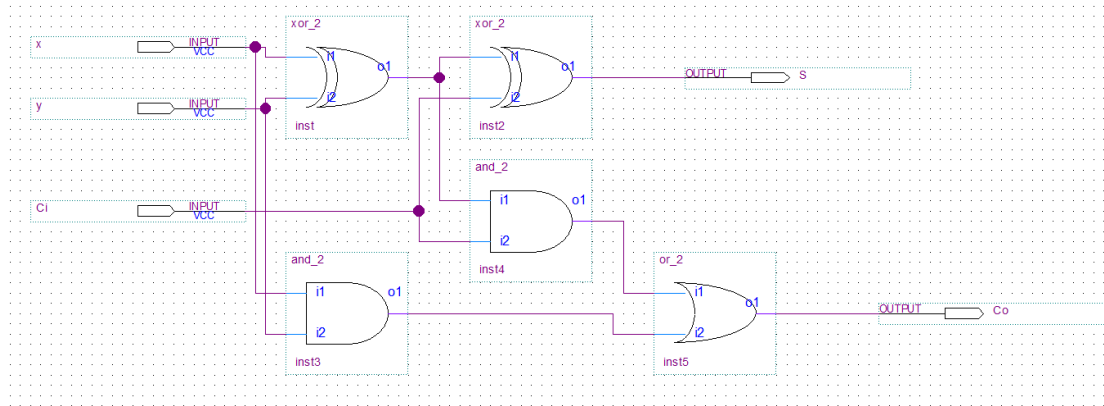 xor_2
xor_2
x
INPUT
VCC
i1
o1
i2
inst
i1
o1
i2
inst2
OUTPUT
S
y
INPUT
VCC
and_2
i1
o1
i2
inst4
Ci
INPUT
VCC
and_2
i1
o1
i2
inst3
or_2
i1
o1
i2
inst5
OUTPUT
Co